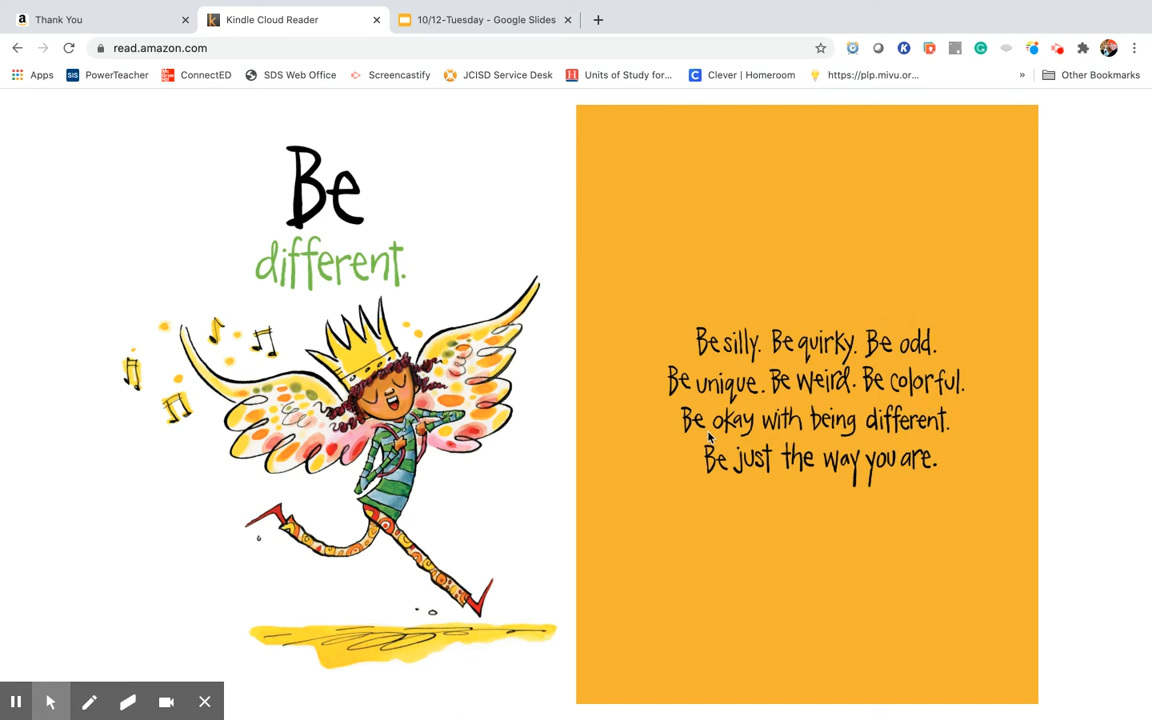 Thank You
Kindle Cloud Reader
10/12-Tuesday - Google Slides
read.amazon.com
Apps
SIS PowerTeacher
ConnectED
SDS Web Office
Screencastify
JCISD Service Desk
H Units of Study for...
C Clever | Homeroom
https://plp.mivu.or...
» Other Bookmarks
Be
different.
Be silly. Be quirky. Be odd.
Be unique. Be weird. Be colorful.
Be okay with being different.
Be just the way you are.